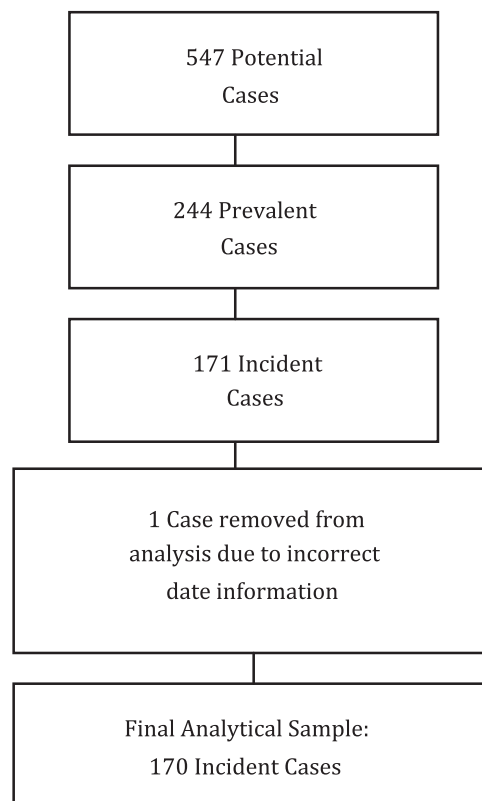 547 Potential
Cases
244 Prevalent
Cases
171 Incident
Cases
1 Case removed from
analysis due to incorrect
date information
Final Analytical Sample:
170 Incident Cases